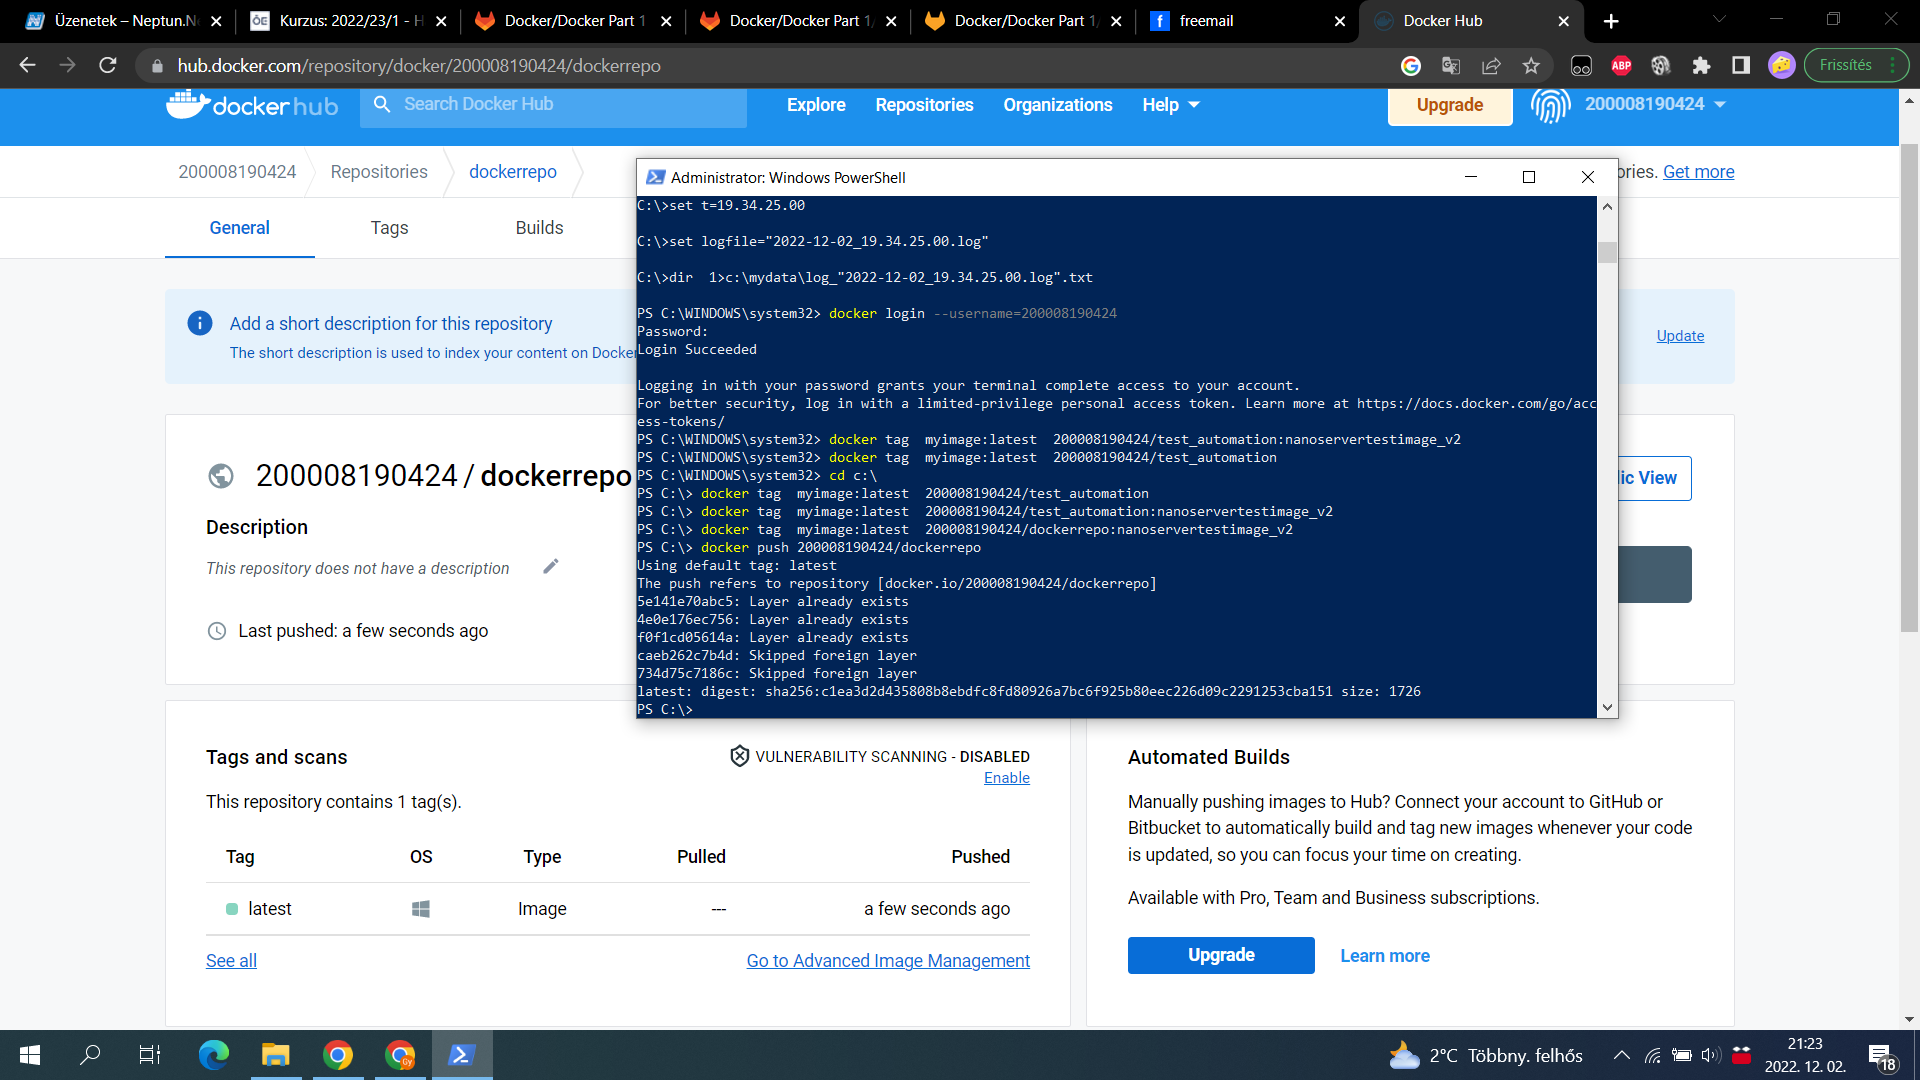 Üzenetek – Neptun.N
Kurzus: 2022/23/1 - H
Docker/Docker Part 1
Docker/Docker Part 1/
Docker/Docker Part 1/
freemail
Docker Hub
hub.docker.com/repository/docker/200008190424/dockerrepo
ABP
Frissítés
docker hub
Search Docker Hub
Explore
Repositories
Organizations
Help
Upgrade
200008190424
200008190424
Repositories
dockerrepo
ories. Get more
General
Tags
Builds
Add a short description for this repository
The short description is used to index your content on Docker
Update
200008190424 / dockerrepo
Description
This repository does not have a description
Last pushed: a few seconds ago
lic View
Administrator: Windows PowerShell
C:\>set t=19.34.25.00
C:\>set logfile="2022-12-02_19.34.25.00.log"
C:\>dir  1>c:\mydata\log_"2022-12-02_19.34.25.00.log".txt
PS C:\WINDOWS\system32> docker login --username=200008190424
Password:
Login Succeeded
Logging in with your password grants your terminal complete access to your account.
For better security, log in with a limited-privilege personal access token. Learn more at https://docs.docker.com/go/acc
ess-tokens/
PS C:\WINDOWS\system32> docker tag  myimage:latest  200008190424/test_automation:nanoservertestimage_v2
PS C:\WINDOWS\system32> docker tag  myimage:latest  200008190424/test_automation
PS C:\WINDOWS\system32> cd c:\
PS C:\> docker tag  myimage:latest  200008190424/test_automation
PS C:\> docker tag  myimage:latest  200008190424/test_automation:nanoservertestimage_v2
PS C:\> docker tag  myimage:latest  200008190424/dockerrepo:nanoservertestimage_v2
PS C:\> docker push 200008190424/dockerrepo
Using default tag: latest
The push refers to repository [docker.io/200008190424/dockerrepo]
5e141e70abc5: Layer already exists
4e0e176ec756: Layer already exists
f0f1cd05614a: Layer already exists
caeb262c7b4d: Skipped foreign layer
734d75c7186c: Skipped foreign layer
latest: digest: sha256:c1ea3d2d435808b8ebdfc8fd80926a7bc6f925b80eec226d09c2291253cba151 size: 1726
PS C:\>
Tags and scans
VULNERABILITY SCANNING - DISABLED
Enable
This repository contains 1 tag(s).
Tag OS Type Pulled Pushed
latest Image --- a few seconds ago
See all
Go to Advanced Image Management
Automated Builds
Manually pushing images to Hub? Connect your account to GitHub or
Bitbucket to automatically build and tag new images whenever your code
is updated, so you can focus your time on creating.
Available with Pro, Team and Business subscriptions.
Upgrade
Learn more
2°C Többny. felhős
21:23
2022. 12. 02.
18